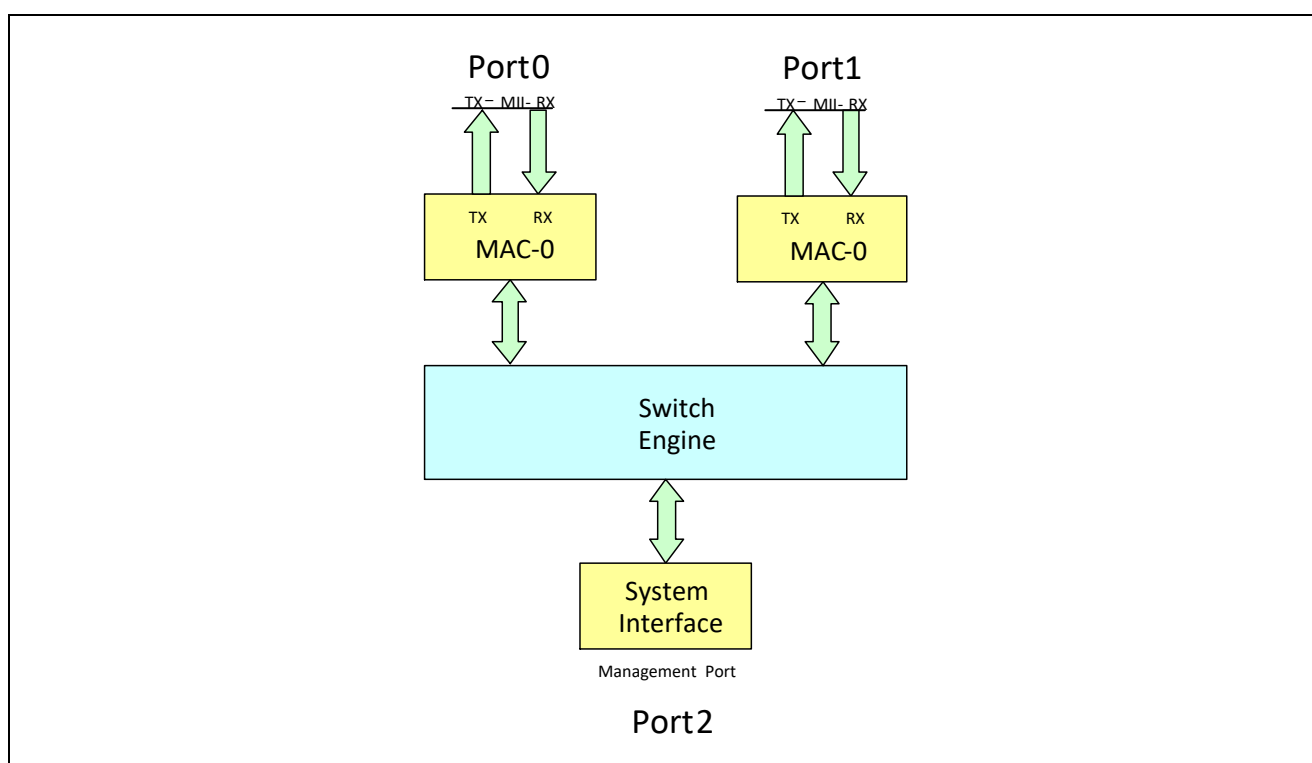 Port0 Port1
TX– MII- RX TX– MII- RX
TX RX TX RX
MAC-0 MAC-0
Switch
Engine
System
Interface
Management Port
Port2